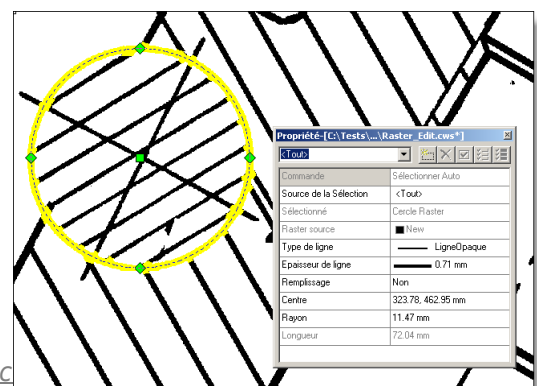 Propriété-[C:\Tests\...\Raster_Edit.cws*]
<Tout>
Commande Sélectionner Auto
Source de la Sélection <Tout>
Sélectionné Cercle Raster
Raster source New
Type de ligne LigneOpaque
Epaisseur de ligne 0.71 mm
Remplissage Non
Centre 323.78, 462.95 mm
Rayon 11.47 mm
Longueur 72.04 mm
C